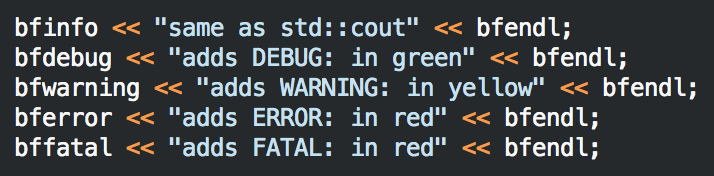 bfinfo << "same as std::cout" << bfendl;
bfdebug << "adds DEBUG: in green" << bfendl;
bfwarning << "adds WARNING: in yellow" << bfendl;
bferror << "adds ERROR: in red" << bfendl;
bffatal << "adds FATAL: in red" << bfendl;